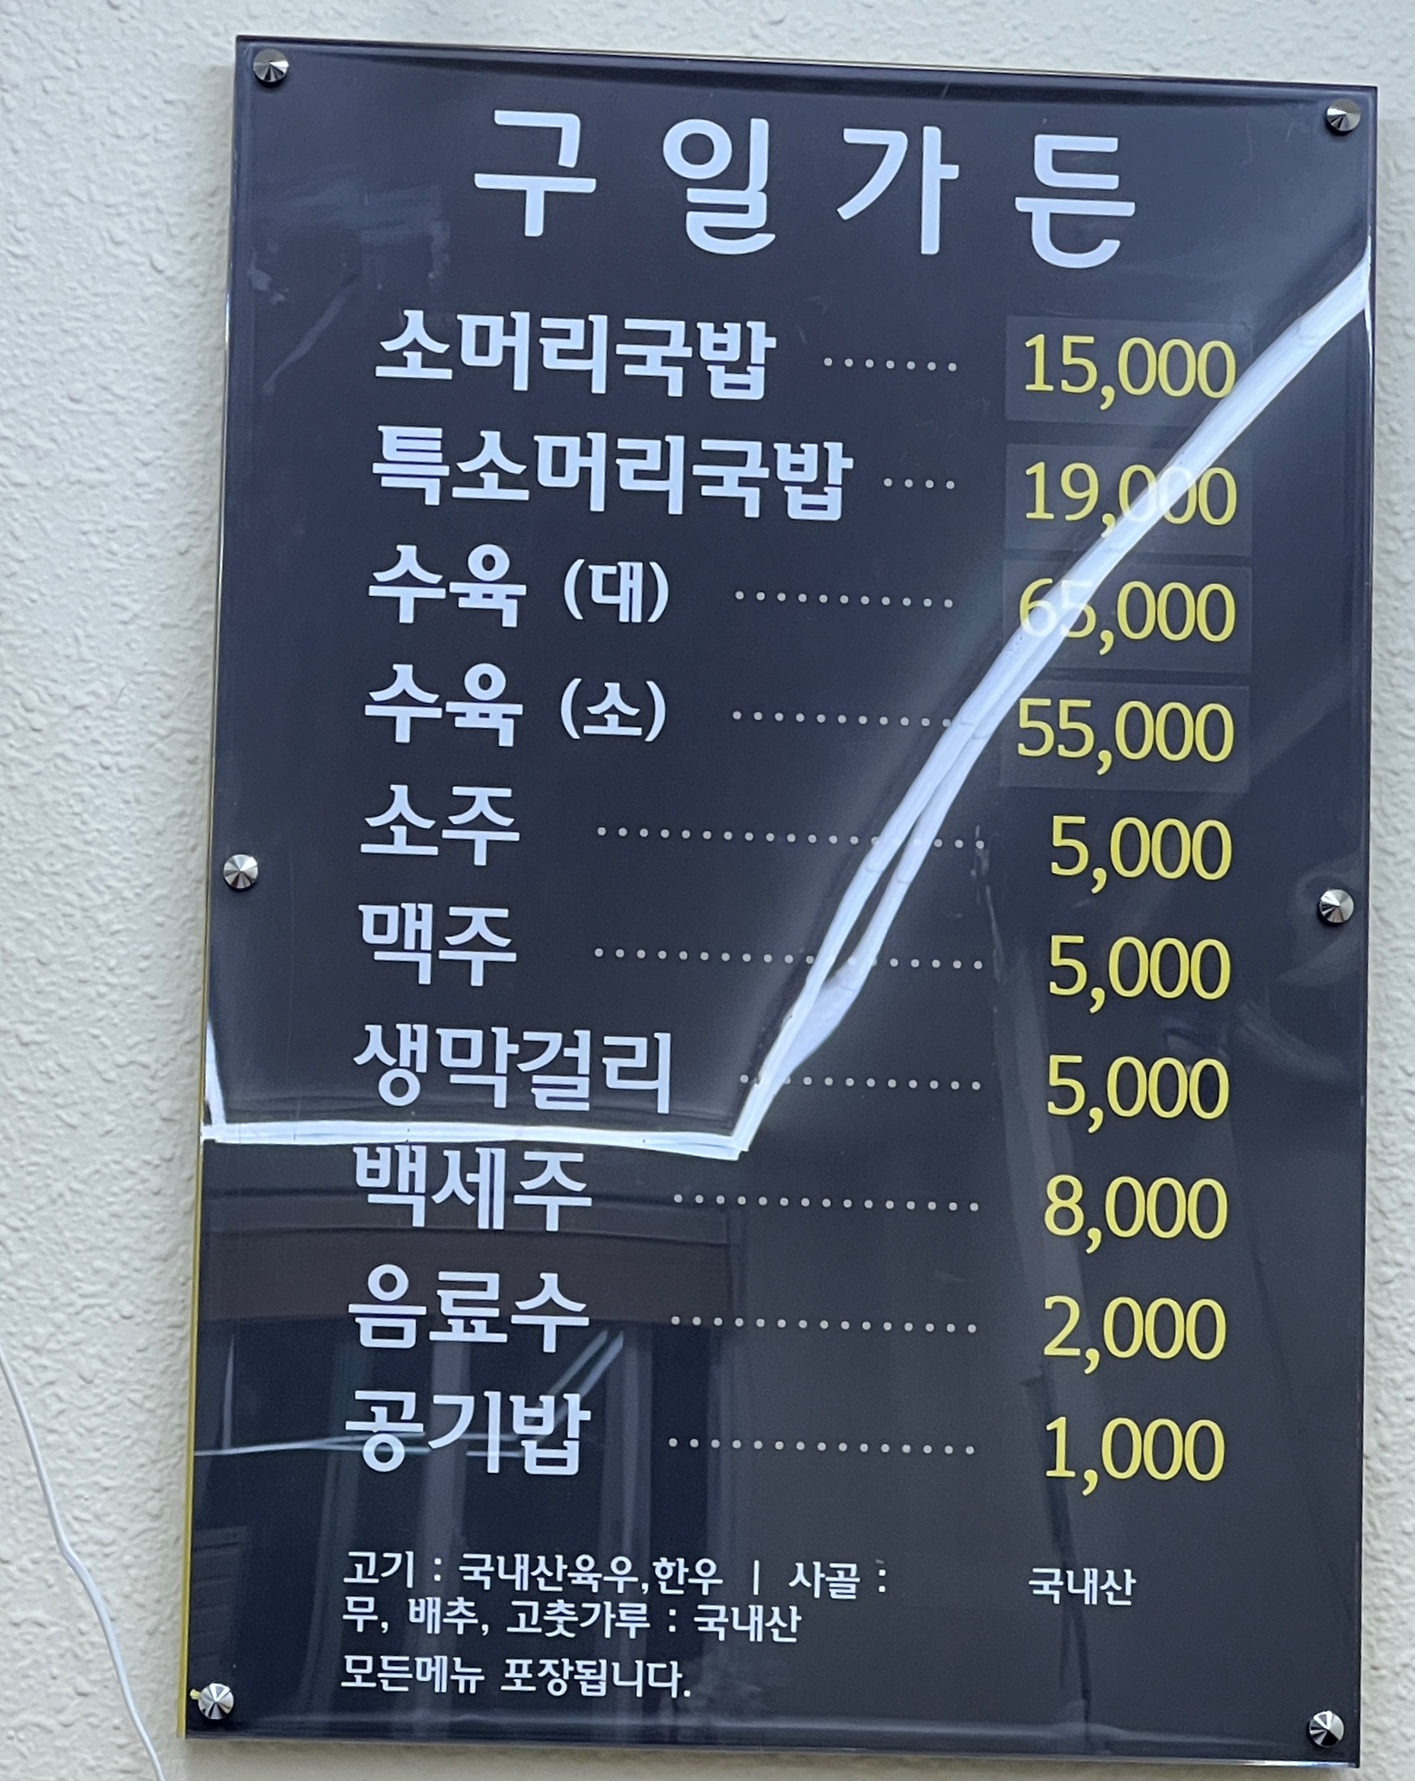 구일가든
소머리국밥 ······· 15,000
특소머리국밥 ···· 19,000
수육 (대) ··········· 65,000
수육 (소) ··········· 55,000
소주 ··············· 5,000
맥주 ··············· 5,000
생막걸리 ·········· 5,000
백세주 ··············· 8,000
음료수 ··············· 2,000
공기밥 ··············· 1,000
고기 : 국내산육우,한우 | 사골 : 국내산
무, 배추, 고춧가루 : 국내산
모든메뉴 포장됩니다.